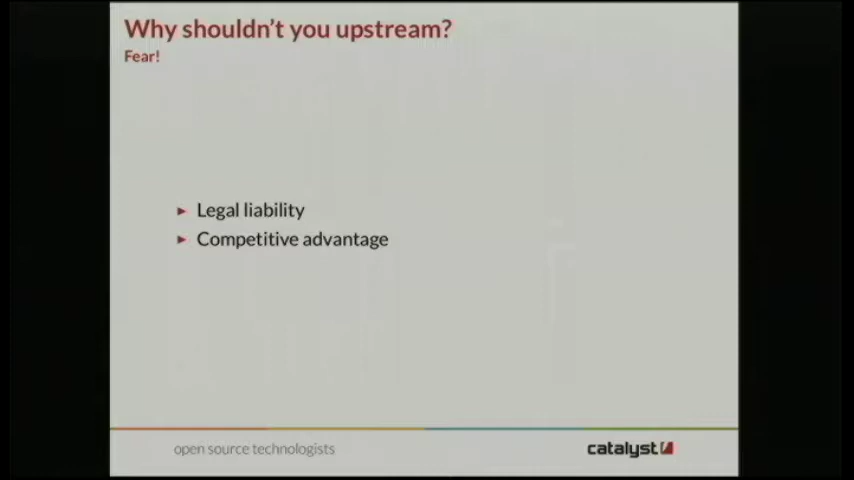 Why shouldn't you upstream?
Fear!
► Legal liability
► Competitive advantage
open source technologists
catalyst